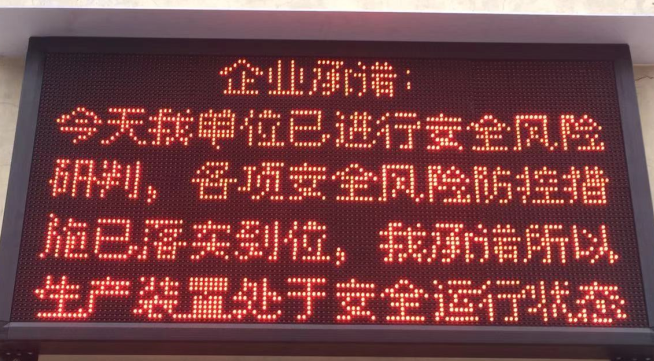 企业承诺：
今天我单位已进行安全风险
研判，各项安全风险防控措
施已落实到位，我承诺所以
生产装置处于安全运行状态